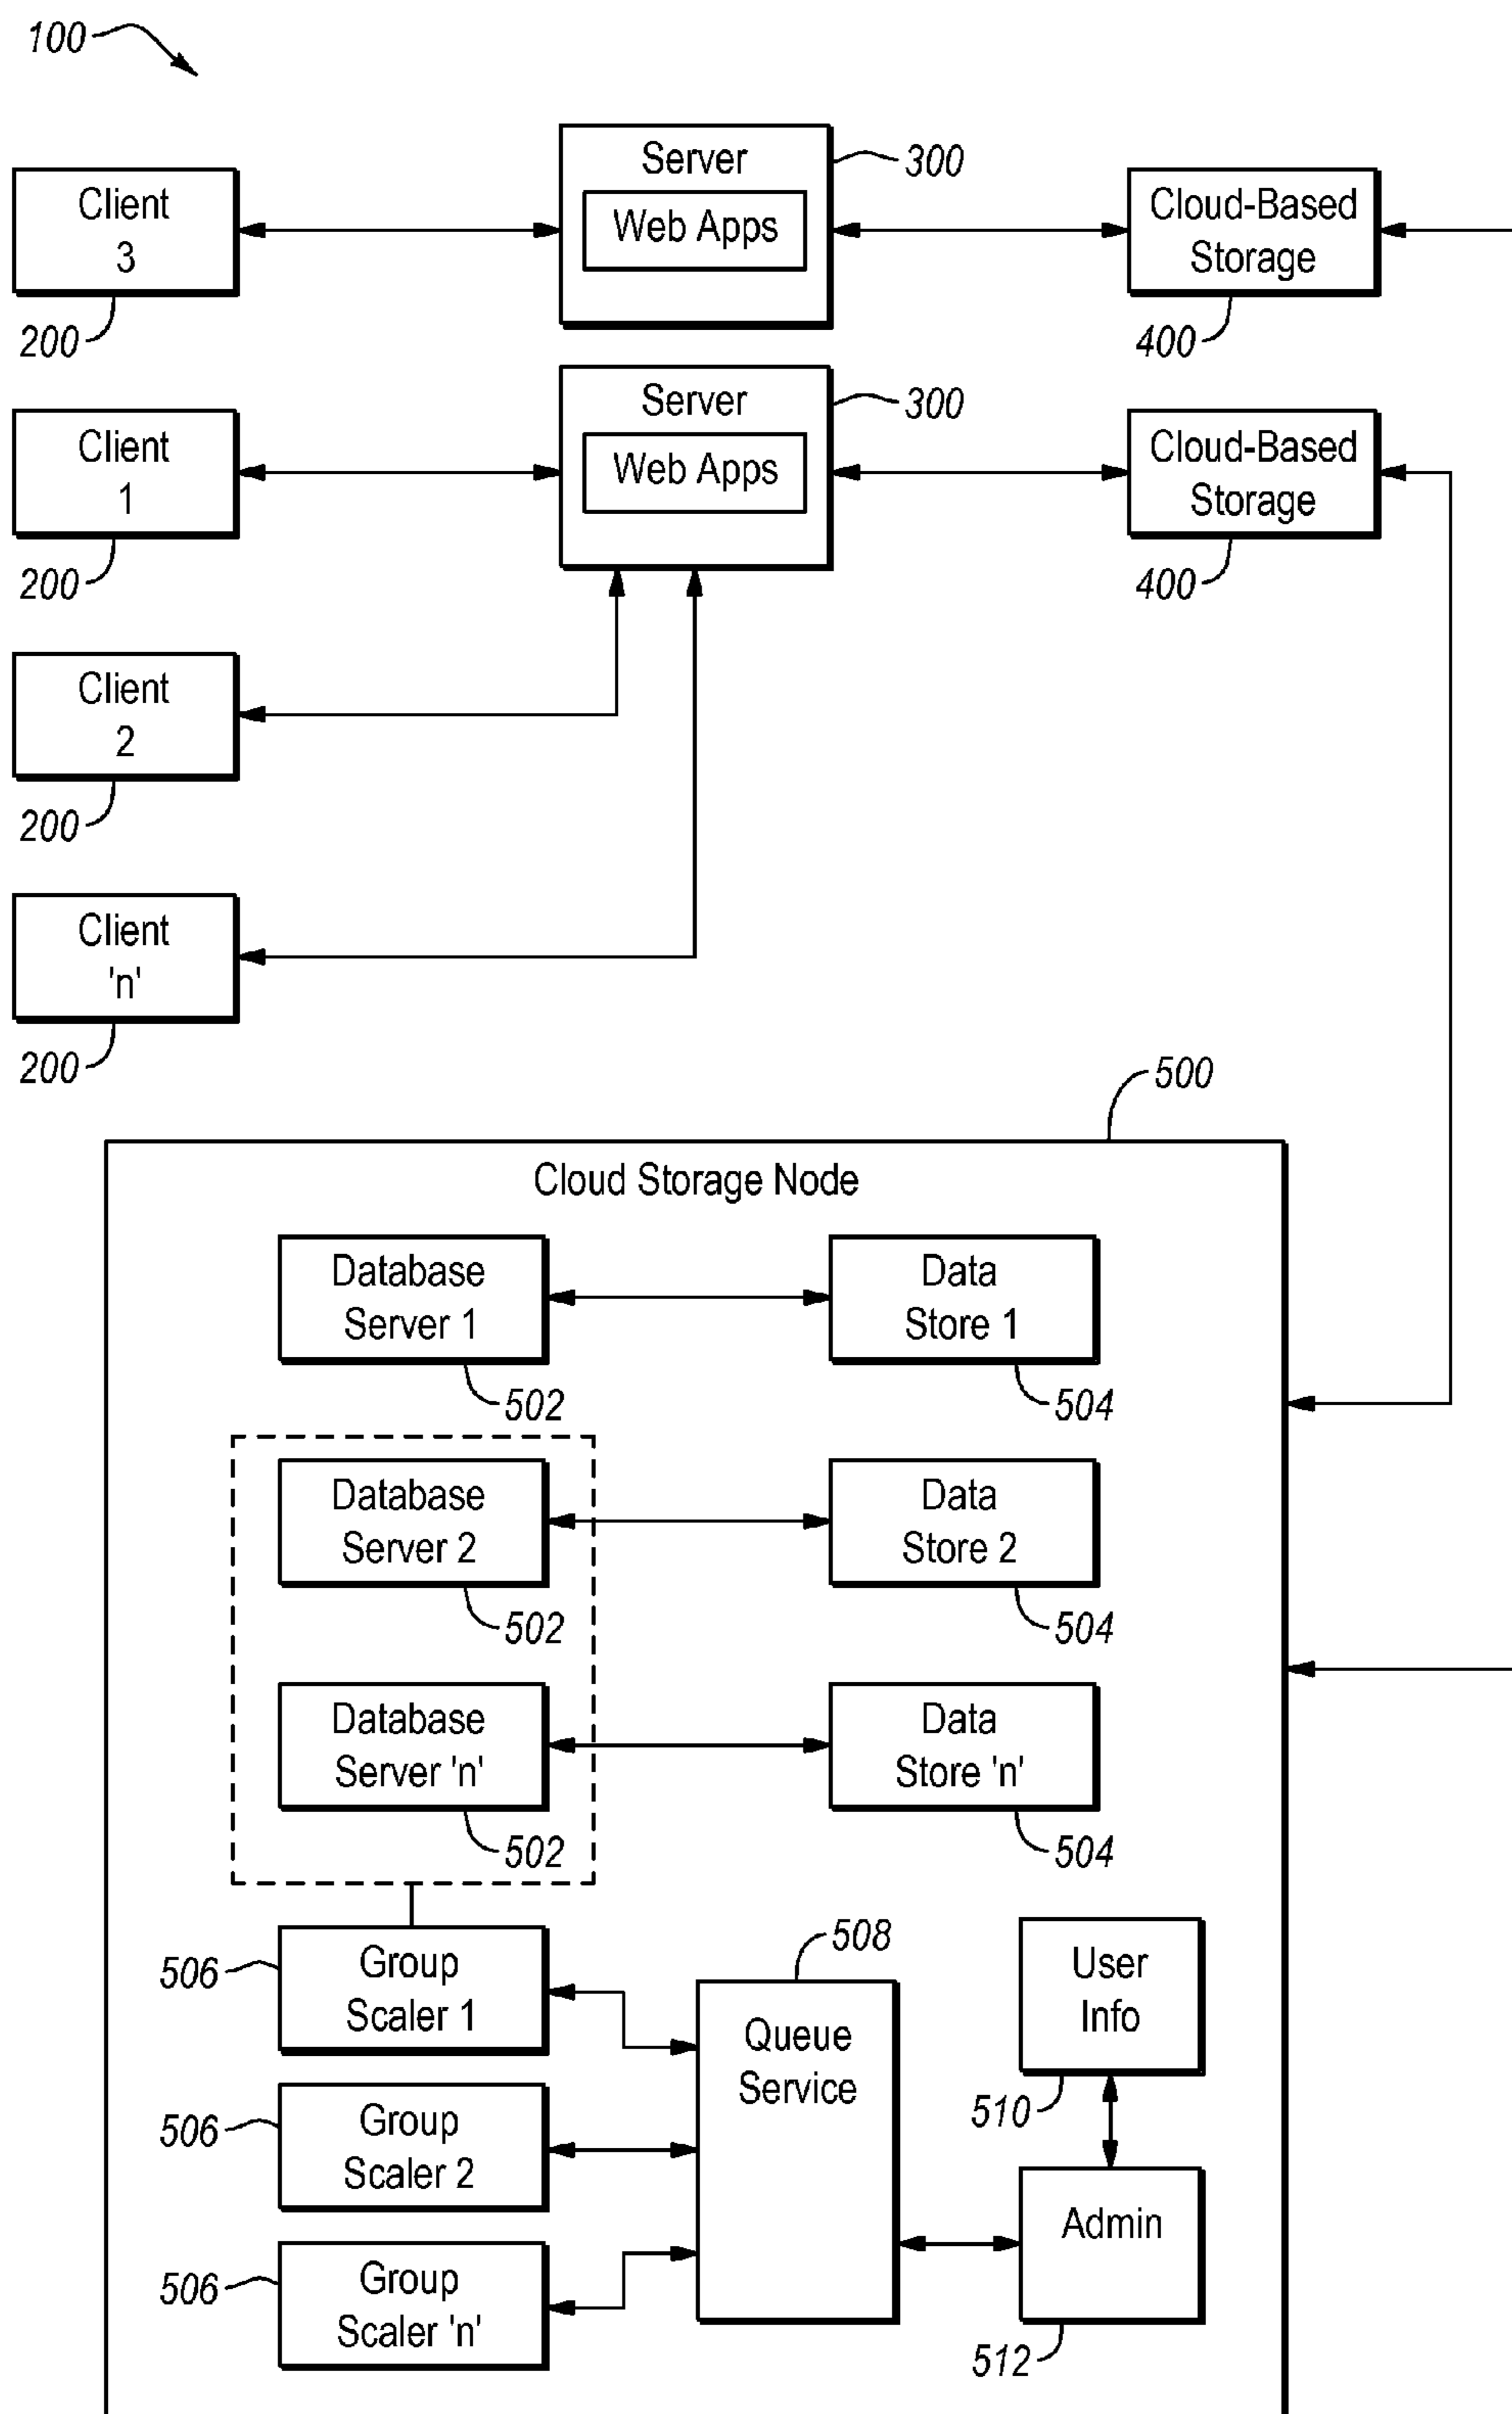 100
Server
300
Web Apps
Client
3
200
Cloud-Based
Storage
400
Server
300
Web Apps
Client
1
200
Cloud-Based
Storage
400
Client
2
200
Client
'n'
200
500
Cloud Storage Node
Database
Server 1
502
Data
Store 1
504
Database
Server 2
502
Data
Store 2
504
Database
Server 'n'
502
Data
Store 'n'
504
506
Group
Scaler 1
508
Queue
Service
User
Info
510
506
Group
Scaler 2
Admin
512
506
Group
Scaler 'n'